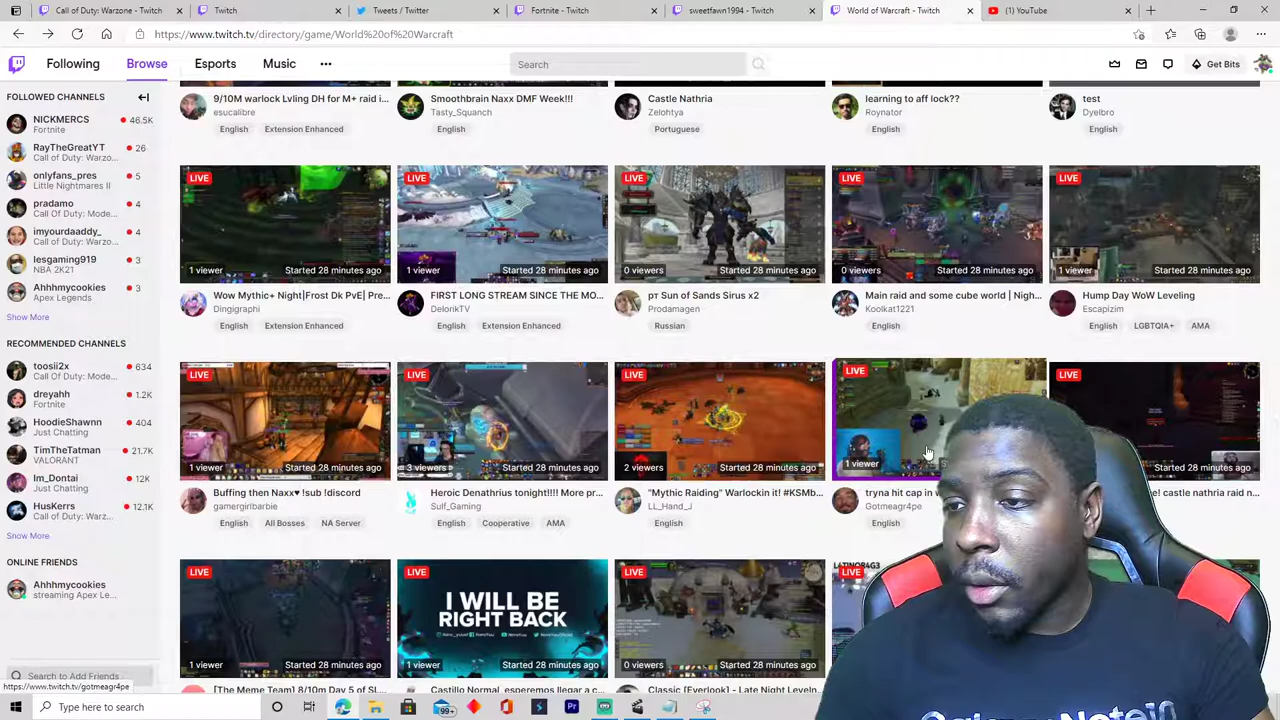 Call of Duty: Warzone - Twitch
Twitch
Tweets / Twitter
Fortnite - Twitch
sweetfawn1994 - Twitch
World of Warcraft - Twitch
(1) YouTube
https://www.twitch.tv/directory/game/World%20of%20Warcraft
Following
Browse
Esports
Music
Search
Get Bits
FOLLOWED CHANNELS
NICKMERCS
46.5K
Fortnite
RayTheGreatYT
26
Call of Duty: Warzo...
onlyfans_pres
5
Little Nightmares II
pradamo
4
Call Of Duty: Mode...
imyourdaaddy_
4
Call of Duty: Warzo...
lesgaming919
3
NBA 2K21
Ahhhmycookies
3
Apex Legends
Show More
RECOMMENDED CHANNELS
toosii2x
634
Call of Duty: Warzo...
dreyahh
1.2K
Fortnite
HoodieShawnn
404
Just Chatting
TimTheTatman
21.7K
VALORANT
Im_Dontai
12K
Just Chatting
HusKerrs
12.1K
Call of Duty: Warz...
Show More
ONLINE FRIENDS
Ahhhmycookies
streaming Apex Le...
Search to Add Friends
https://www.twitch.tv/gotmeagr4pe
9/10M warlock Lvling DH for M+ raid i...
esucalibre
English
Extension Enhanced
Smoothbrain Naxx DMF Week!!!
Tasty_Squanch
English
Castle Nathria
Zelohtya
Portuguese
learning to aff lock??
Roynator
English
test
Dyelbro
English
LIVE
1 viewer
Started 28 minutes ago
Wow Mythic+ Night|Frost Dk PvE| Pre...
Dingigraphi
English
Extension Enhanced
LIVE
1 viewer
Started 28 minutes ago
FIRST LONG STREAM SINCE THE MO...
DelorikTV
English
Extension Enhanced
LIVE
0 viewers
Started 28 minutes ago
рт Sun of Sands Sirus x2
Prodamagen
Russian
LIVE
0 viewers
Started 28 minutes ago
Main raid and some cube world | Nigh...
Koolkat1221
English
LIVE
1 viewer
Started 28 minutes ago
Hump Day WoW Leveling
Escapizim
English
LGBTQIA+
AMA
LIVE
1 viewer
Started 28 minutes ago
Buffing then Naxx♥ !sub !discord
gamergirlbarbie
English
All Bosses
NA Server
LIVE
3 viewers
Started 28 minutes ago
Heroic Denathrius tonight!!!! More pr...
Sulf_Gaming
English
Cooperative
AMA
LIVE
2 viewers
Started 28 minutes ago
"Mythic Raiding" Warlockin it! #KSMb...
LL_Hand_J
English
LIVE
1 viewer
tryna hit cap in
Gotmeagr4pe
English
LIVE
Started 28 minutes ago
castle nathria raid n...
LIVE
1 viewer
Started 28 minutes ago
[The Meme Team] 8/10m Day 5 of SL...
LIVE
I WILL BE
RIGHT BACK
1 viewer
Started 28 minutes ago
Castillo Normal, esperemos llegar a c...
LIVE
0 viewers
Started 28 minutes ago
Classic [Everlook] - Late Night Leveln...
LIVE
Type here to search
99+
Pr